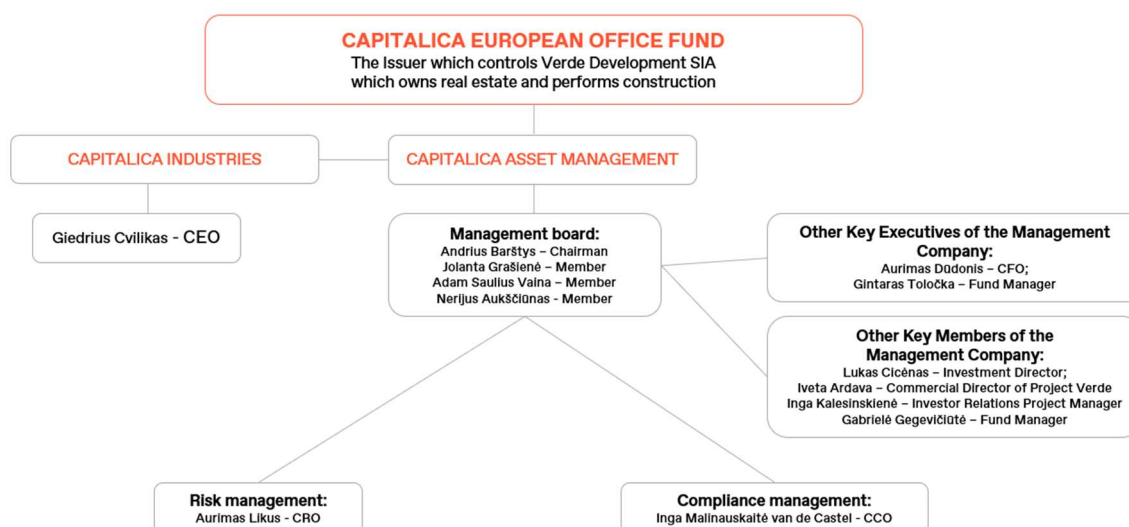 CAPITALICA EUROPEAN OFFICE FUND
The Issuer which controls Verde Development SIA
which owns real estate and performs construction
CAPITALICA INDUSTRIES
CAPITALICA ASSET MANAGEMENT
Giedrius Cvilikas - CEO
Management board:
Andrius Barštys – Chairman
Jolanta Grašienė – Member
Adam Saulius Vaina – Member
Nerijus Aukščiūnas - Member
Other Key Executives of the Management
Company:
Aurimas Dūdonis – CFO;
Gintaras Toločka – Fund Manager
Other Key Members of the
Management Company:
Lukas Cicėnas – Investment Director;
Iveta Ardava – Commercial Director of Project Verde
Inga Kalesinskienė – Investor Relations Project Manager
Gabrielė Gegevičiūtė – Fund Manager
Risk management:
Aurimas Likus - CRO
Compliance management:
Inga Malinauskaitė van de Castel - CCO